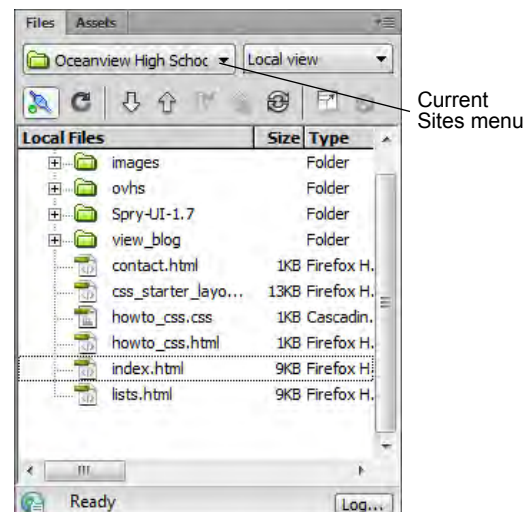 Files Assets
Oceanview High Schoc Local view
Current
Sites menu
Local Files Size Type
images Folder
ovhs Folder
Spry-UI-1.7 Folder
view_blog Folder
contact.html 1KB Firefox H.
css_starter_layo... 13KB Firefox H.
howto_css.css 1KB Cascadin.
howto_css.html 1KB Firefox H.
index.html 9KB Firefox H
lists.html 9KB Firefox H.
Ready Log...